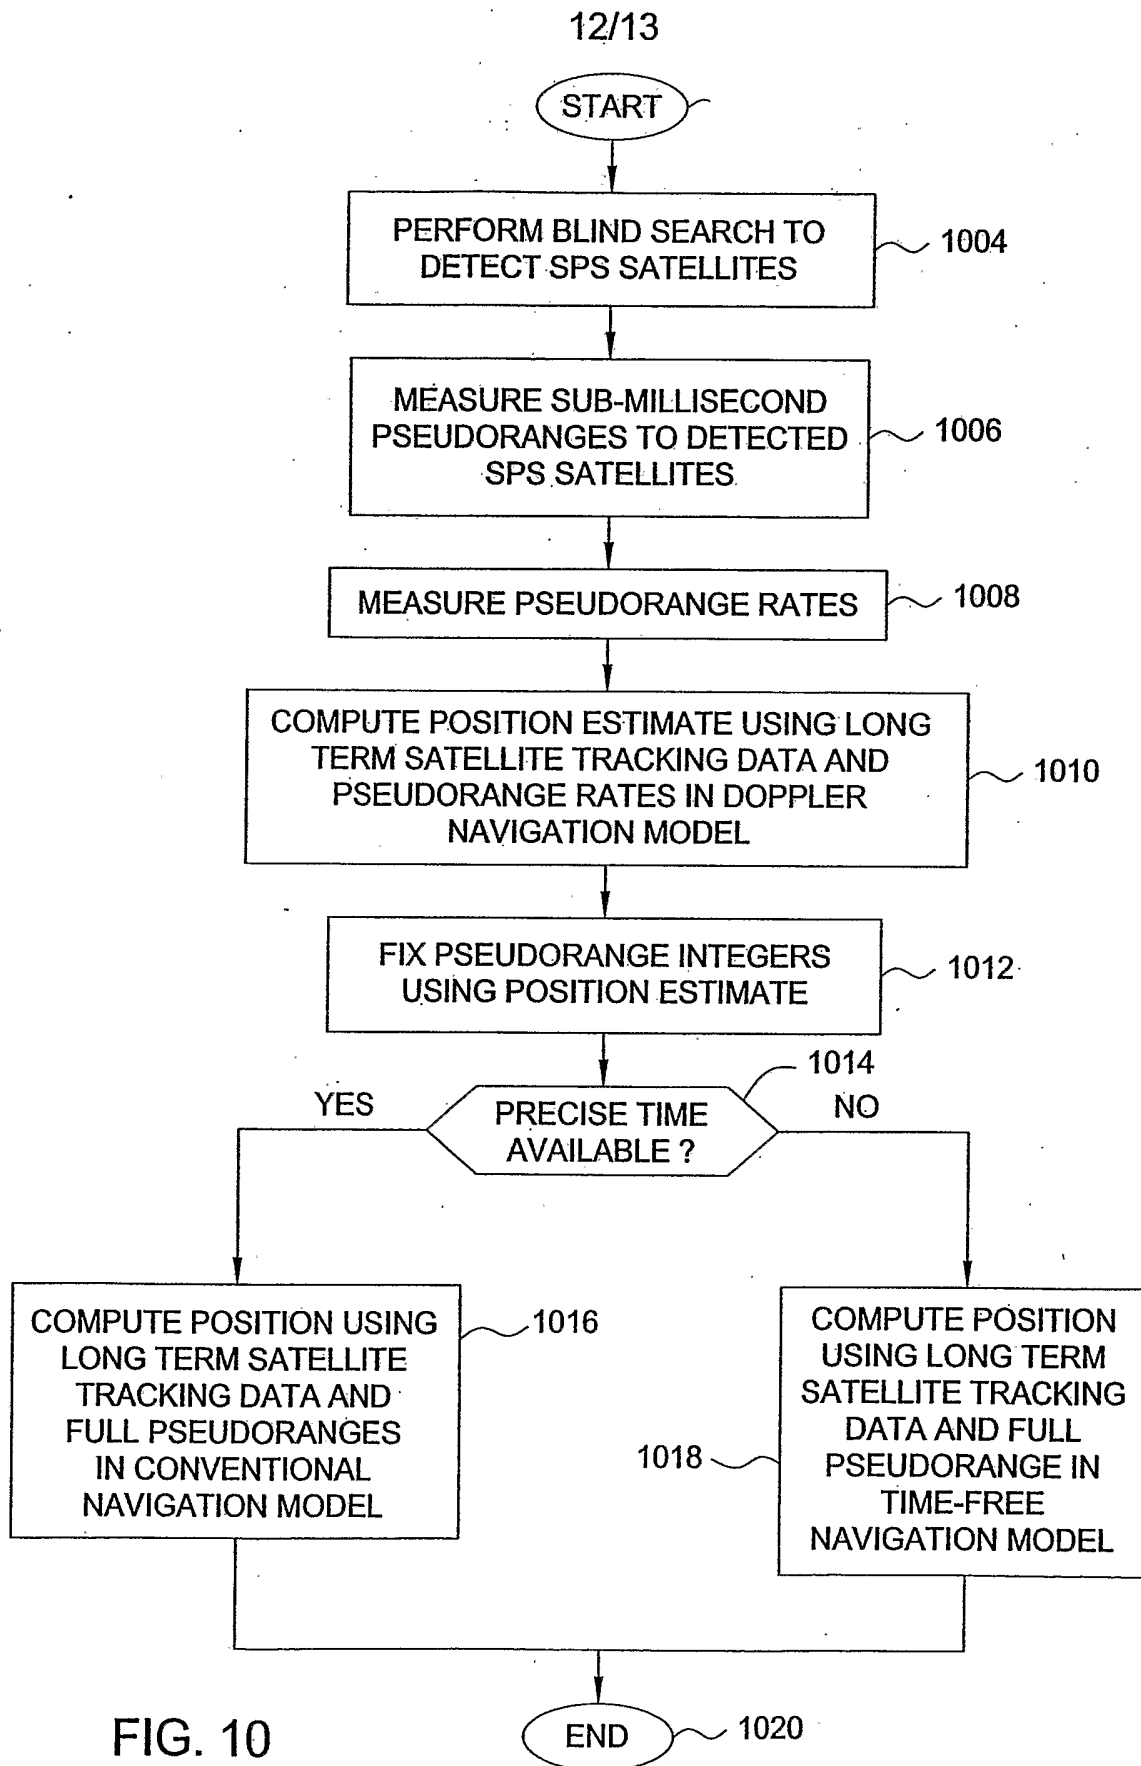 12/13
START
PERFORM BLIND SEARCH TO
DETECT SPS SATELLITES
1004
MEASURE SUB-MILLISECOND
PSEUDORANGES TO DETECTED
SPS SATELLITES
1006
MEASURE PSEUDORANGE RATES
1008
COMPUTE POSITION ESTIMATE USING LONG
TERM SATELLITE TRACKING DATA AND
PSEUDORANGE RATES IN DOPPLER
NAVIGATION MODEL
1010
FIX PSEUDORANGE INTEGERS
USING POSITION ESTIMATE
1012
1014
YES
PRECISE TIME
AVAILABLE ?
NO
COMPUTE POSITION USING
LONG TERM SATELLITE
TRACKING DATA AND
FULL PSEUDORANGES
IN CONVENTIONAL
NAVIGATION MODEL
1016
COMPUTE POSITION
USING LONG TERM
SATELLITE TRACKING
DATA AND FULL
PSEUDORANGE IN
TIME-FREE
NAVIGATION MODEL
1018
END
1020
FIG. 10